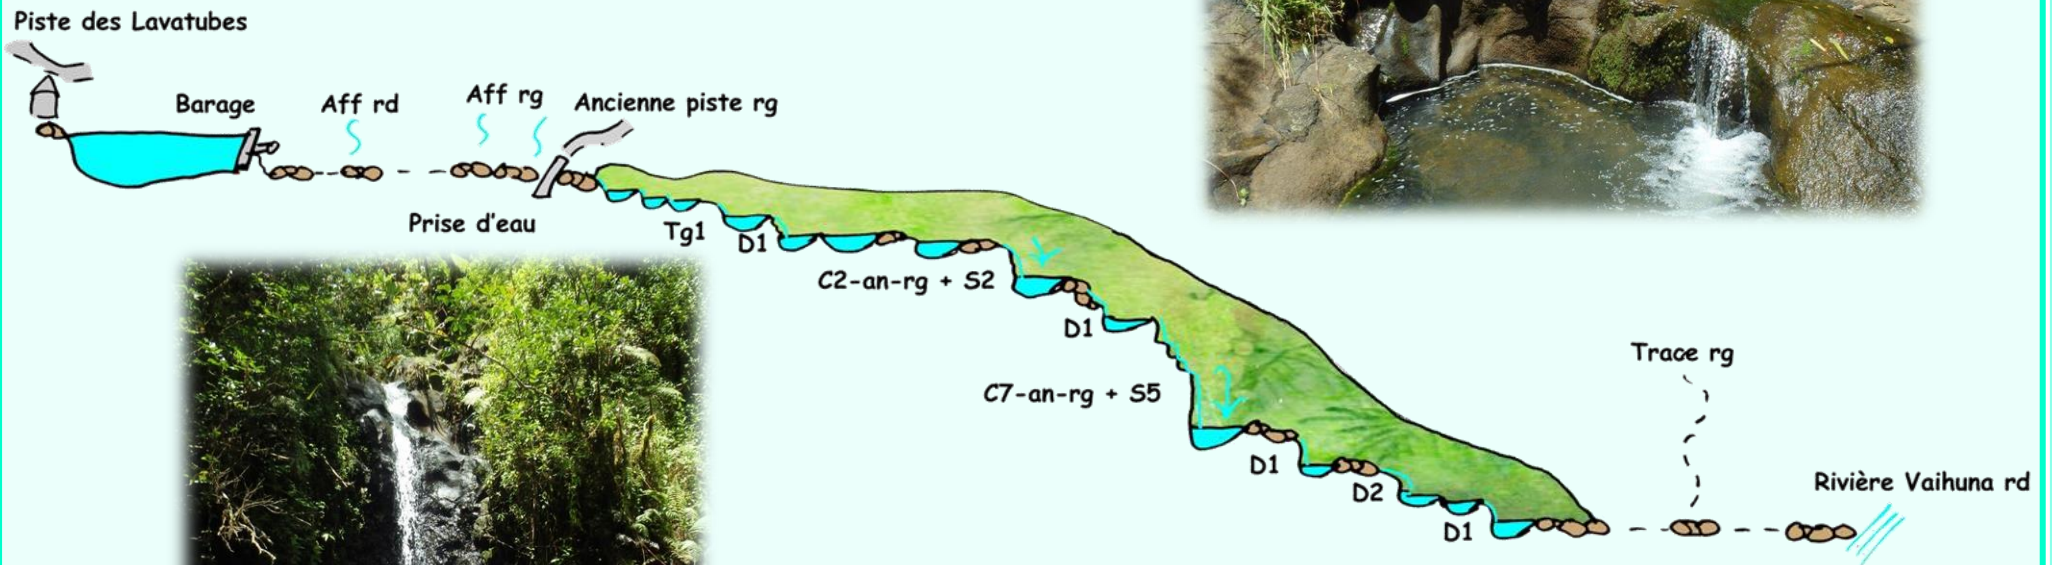 Piste des Lavatubes
Barage
Aff rd
Aff rg
Ancienne piste rg
Prise d'eau
Tg1
D1
C2-an-rg + S2
D1
C7-an-rg + S5
D1
D2
D1
Trace rg
Rivière Vaihuna rd